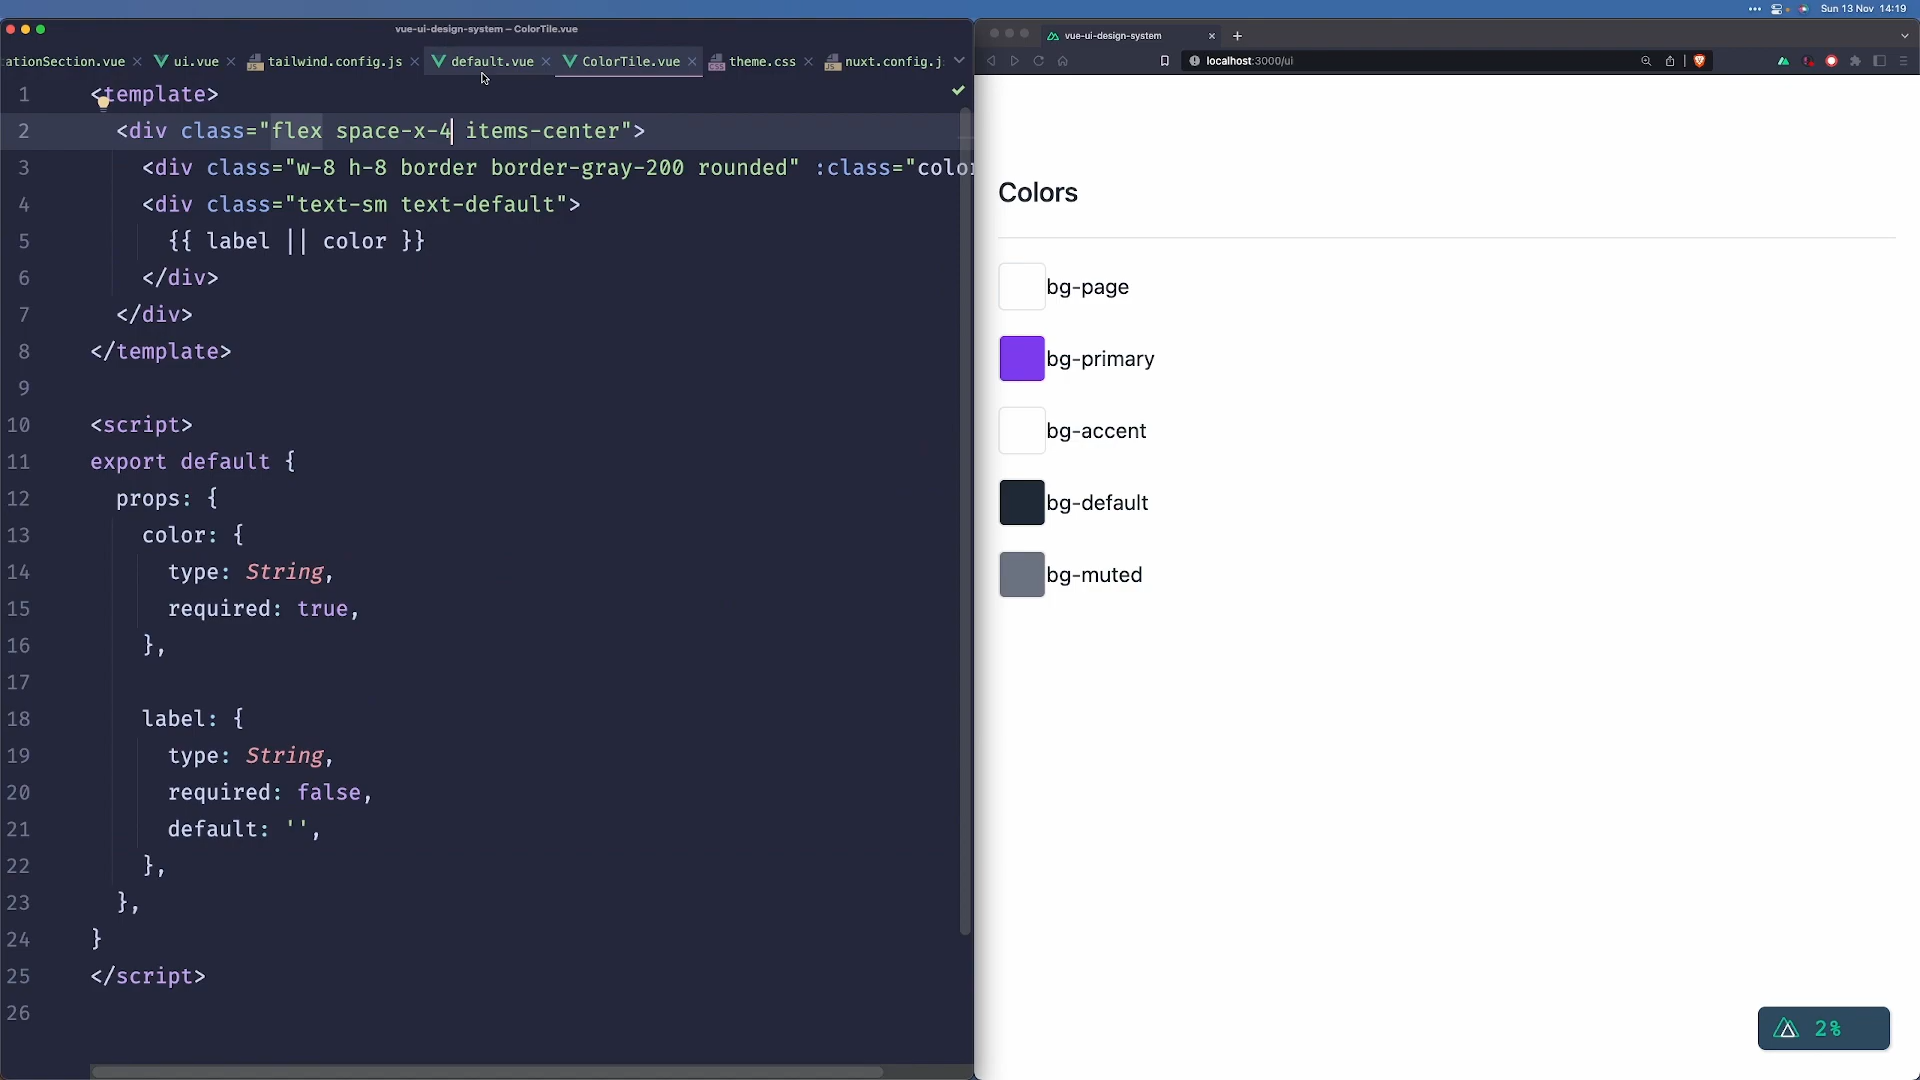 Sun 13 Nov 14:19
vue-ui-design-system – ColorTile.vue
ationSection.vue
ui.vue
tailwind.config.js
default.vue
ColorTile.vue
theme.css
nuxt.config.j
vue-ui-design-system
localhost:3000/ui
1 <template>
2 <div class="flex space-x-4 items-center">
3 <div class="w-8 h-8 border border-gray-200 rounded" :class="color
4 <div class="text-sm text-default">
5 {{ label || color }}
6 </div>
7 </div>
8 </template>
9
10 <script>
11 export default {
12 props: {
13 color: {
14 type: String,
15 required: true,
16 },
17
18 label: {
19 type: String,
20 required: false,
21 default: '',
22 },
23 },
24 }
25 </script>
26
Colors
bg-page
bg-primary
bg-accent
bg-default
bg-muted
2%